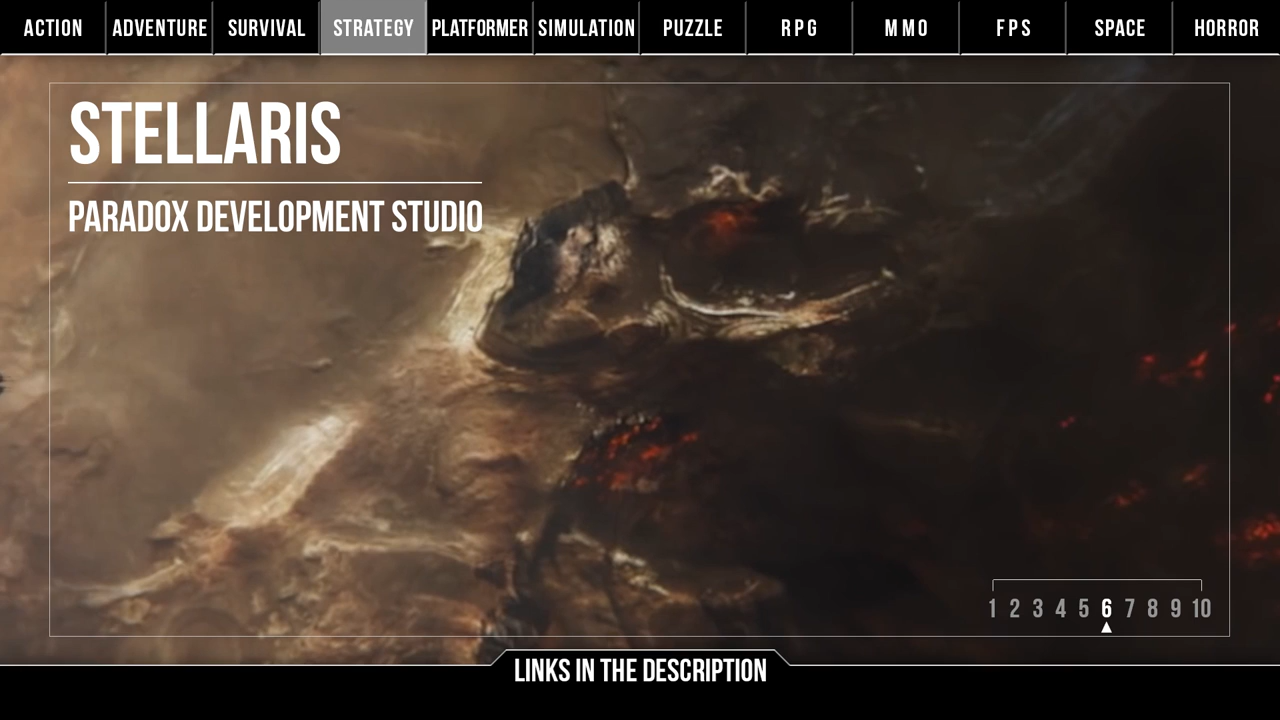 ACTION ADVENTURE SURVIVAL STRATEGY PLATFORMER SIMULATION PUZZLE RPG MMO FPS SPACE HORROR
STELLARIS
PARADOX DEVELOPMENT STUDIO
1 2 3 4 5 6 7 8 9 10
LINKS IN THE DESCRIPTION